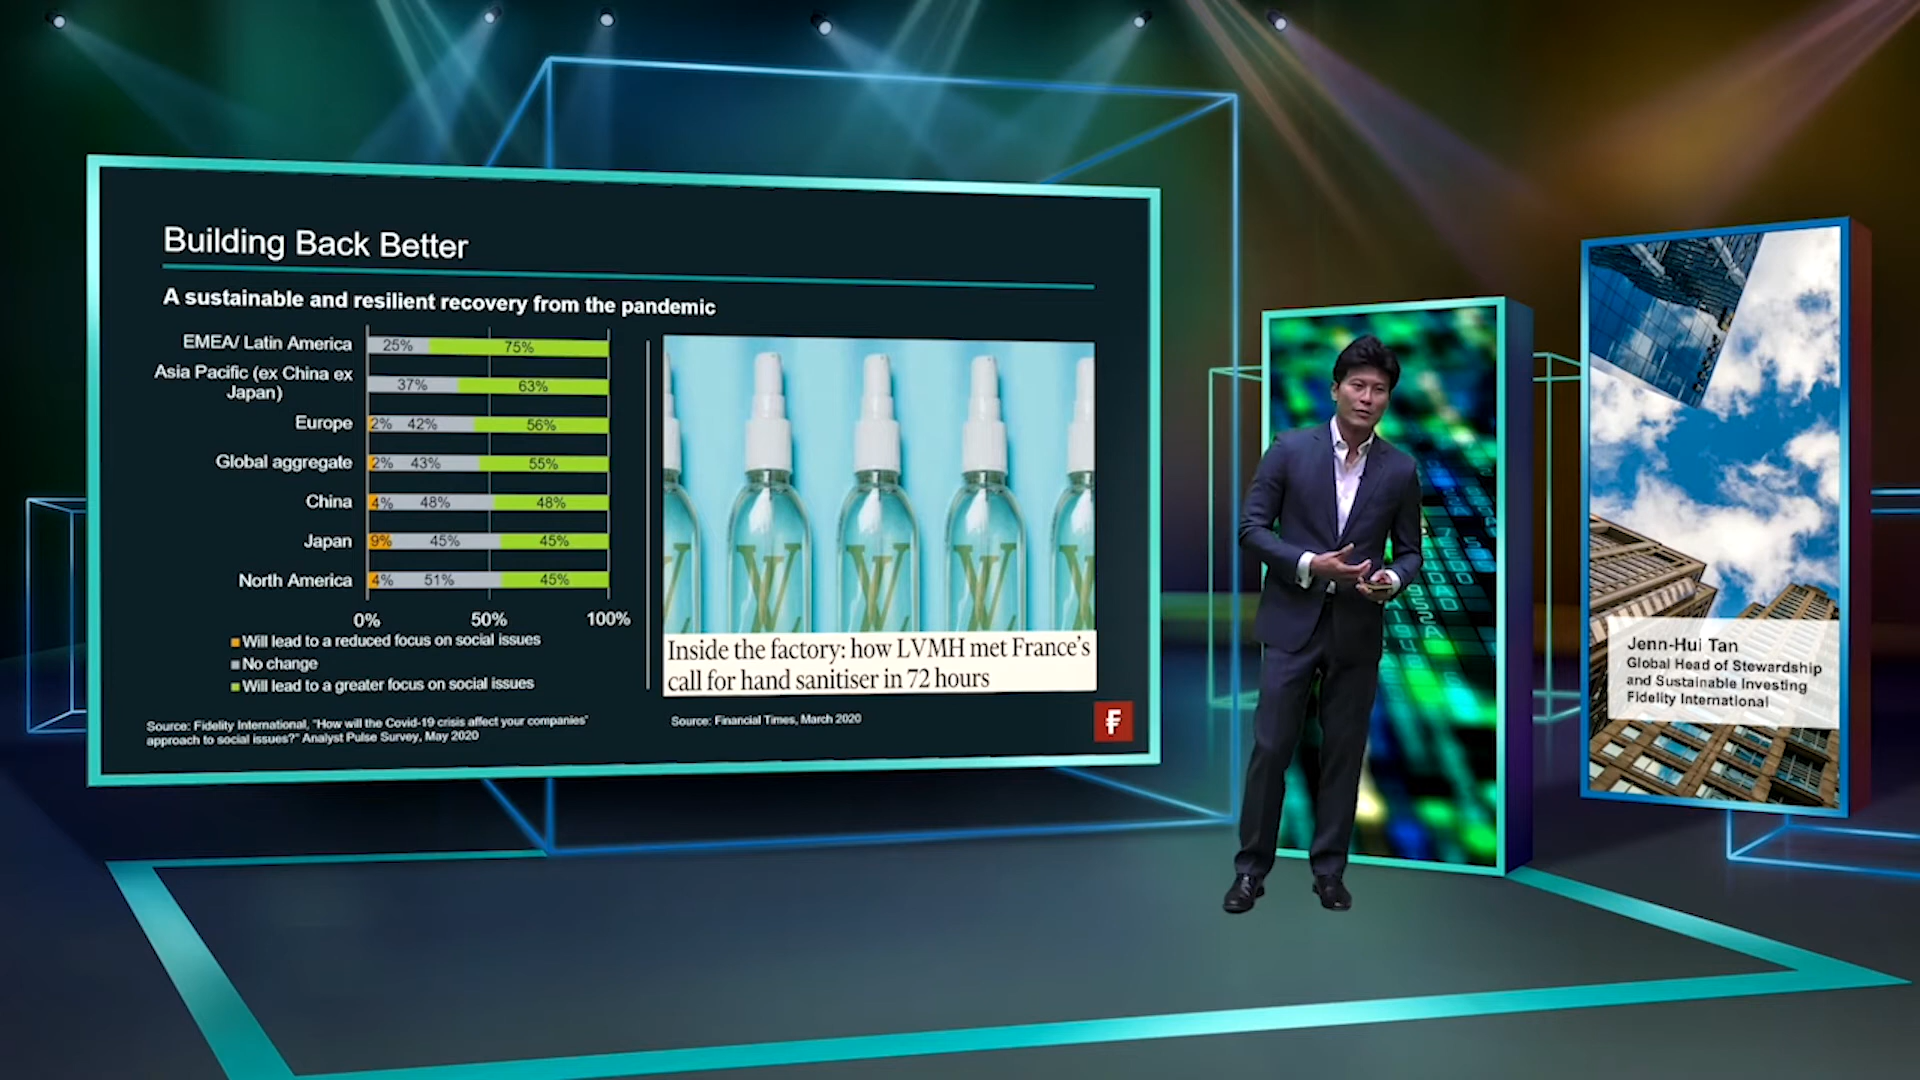 Building Back Better
A sustainable and resilient recovery from the pandemic
EMEA/ Latin America
25% 75%
Asia Pacific (ex China ex
Japan)
37% 63%
Europe
2% 42% 56%
Global aggregate
2% 43% 55%
China
4% 48% 48%
Japan
9% 45% 45%
North America
4% 51% 45%
0% 50% 100%
Will lead to a reduced focus on social issues
No change
Will lead to a greater focus on social issues
Source: Fidelity International, "How will the Covid-19 crisis affect your companies'
approach to social issues?" Analyst Pulse Survey, May 2020
Inside the factory: how LVMH met France's
call for hand sanitiser in 72 hours
Source: Financial Times, March 2020
Jenn-Hui Tan
Global Head of Stewardship
and Sustainable Investing
Fidelity International